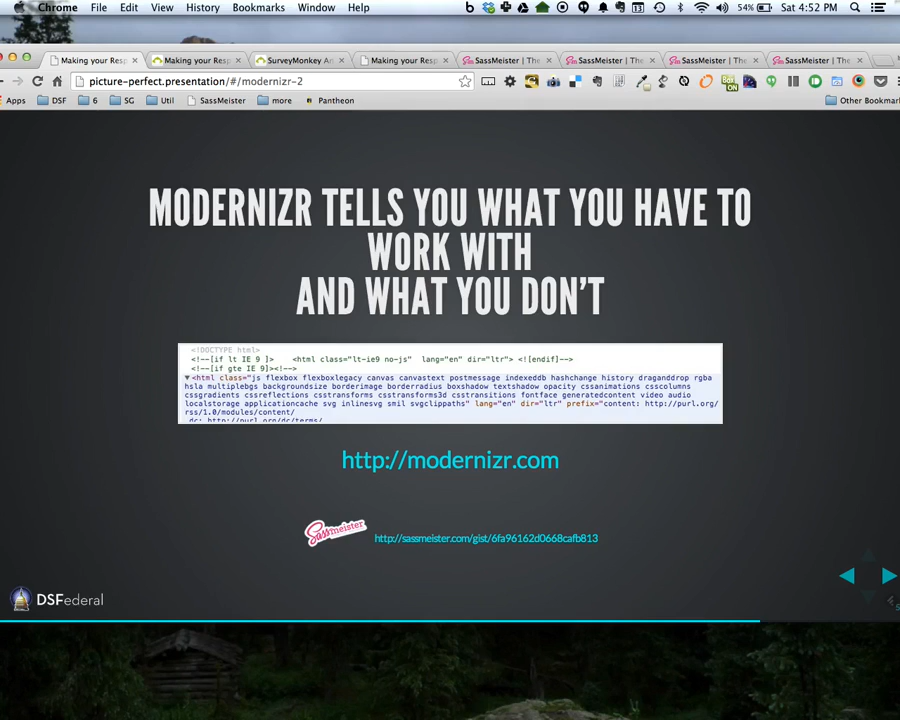 Chrome File Edit View History Bookmarks Window Help 54% Sat 4:52 PM
Making your Resp Making your Resp SurveyMonkey An Making your Resp SassMeister | The SassMeister | The SassMeister | The SassMeister | The
picture-perfect.presentation/#/modernizr-2
Apps DSF 6 SG Util SassMeister more Pantheon Other Bookmar
MODERNIZR TELLS YOU WHAT YOU HAVE TO
WORK WITH
AND WHAT YOU DON'T
<!DOCTYPE html>
<!--[if lt IE 9 ]> <html class="lt-ie9 no-js" lang="en" dir="ltr"> <![endif]-->
<!--[if gte IE 9]><!-->
▼<html class="js flexbox flexboxlegacy canvas canvastext postmessage indexeddb hashchange history draganddrop rgba
hsla multiplebgs backgroundsize borderimage borderradius boxshadow textshadow opacity cssanimations csscolumns
cssgradients cssreflections csstransforms csstransforms3d csstransitions fontface generatedcontent video audio
localstorage applicationcache svg inlinesvg smil svgclippaths" lang="en" dir="ltr" prefix="content: http://purl.org/
rss/1.0/modules/content/
dc: http://purl.org/dc/terms/
http://modernizr.com
Sassmeister http://sassmeister.com/gist/6fa96162d0668cafb813
DSFederal